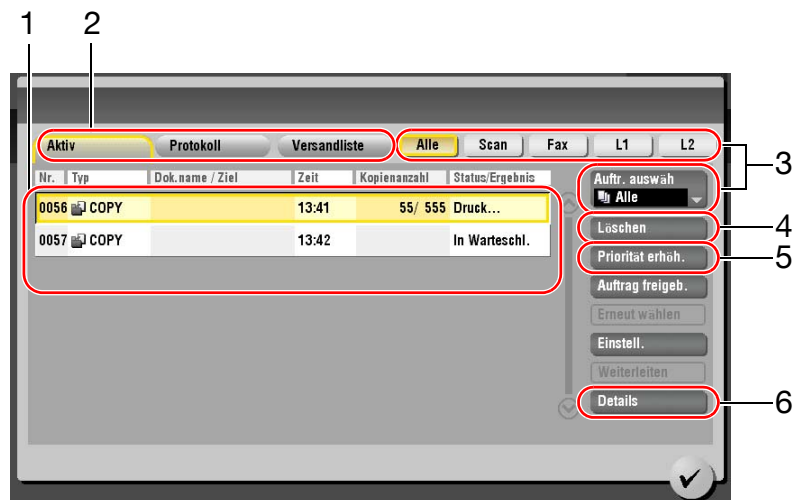 1 2
Aktiv Protokoll Versandliste Alle Scan Fax L1 L2
3
Nr. Typ Dok.name / Ziel Zeit Kopienanzahl Status/Ergebnis
Auftr. auswäh
Alle
0056 COPY 13:41 55/ 555 Druck...
Löschen
4
0057 COPY 13:42 In Warteschl.
Priorität erhöh.
5
Auftrag freigeb.
Erneut wählen
Einstell.
Weiterleiten
Details
6